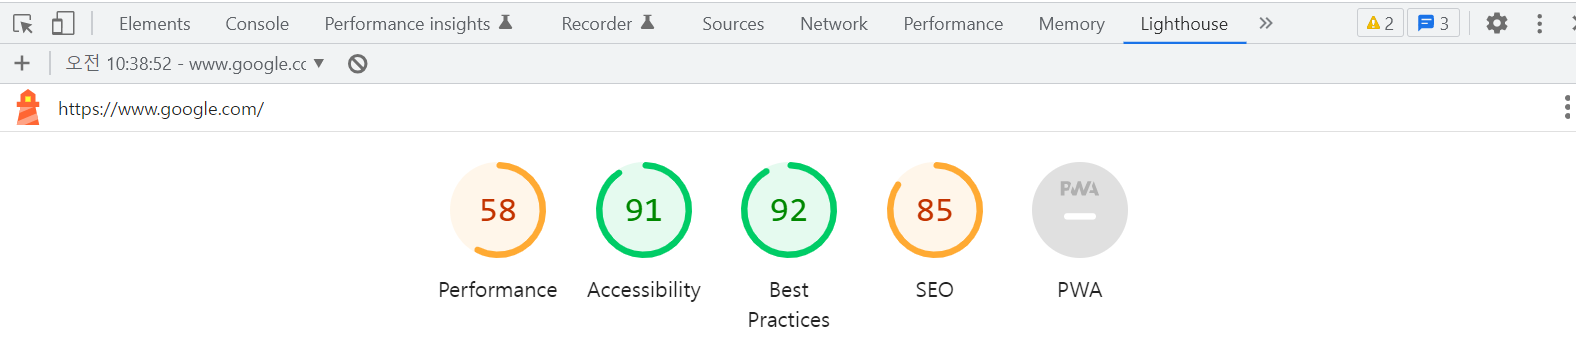 Elements Console Performance insights Recorder Sources Network Performance Memory Lighthouse 2 3
오전 10:38:52 - www.google.cc
https://www.google.com/
58 91 92 85 PWA
Performance Accessibility Best Practices SEO PWA